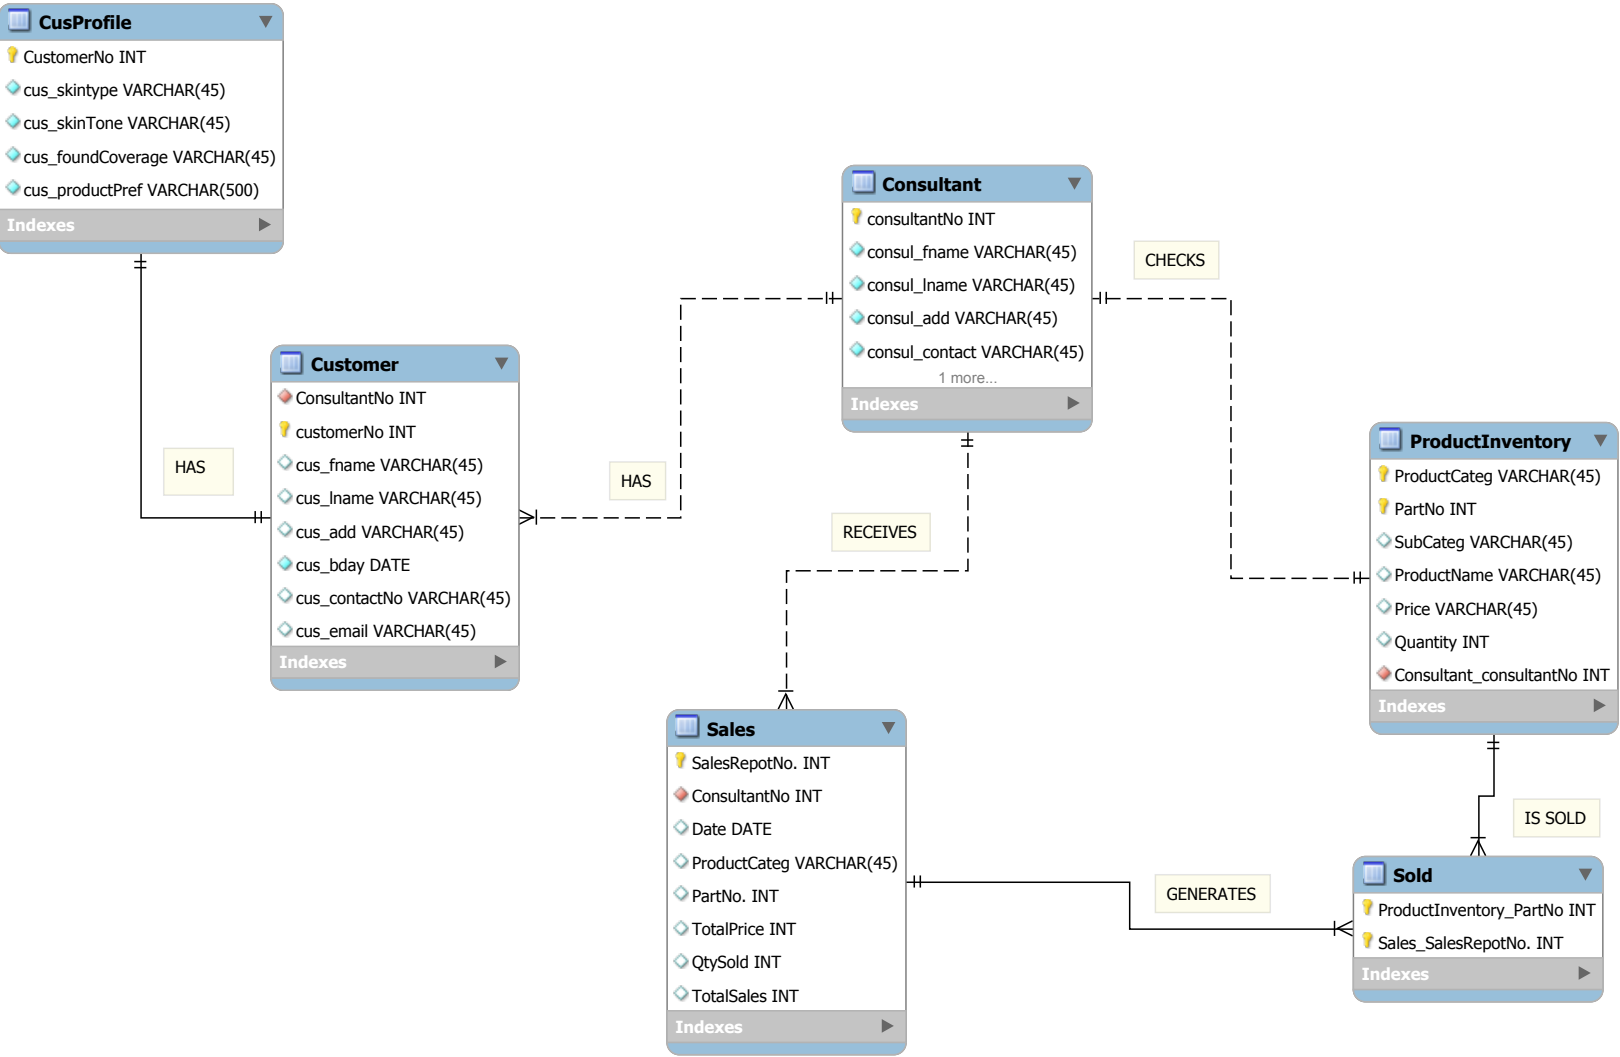 CusProfile
CustomerNo INT
cus_skintype VARCHAR(45)
cus_skinTone VARCHAR(45)
cus_foundCoverage VARCHAR(45)
cus_productPref VARCHAR(500)
Indexes
HAS
Customer
ConsultantNo INT
customerNo INT
cus_fname VARCHAR(45)
cus_lname VARCHAR(45)
cus_add VARCHAR(45)
cus_bday DATE
cus_contactNo VARCHAR(45)
cus_email VARCHAR(45)
Indexes
HAS
Consultant
consultantNo INT
consul_fname VARCHAR(45)
consul_lname VARCHAR(45)
consul_add VARCHAR(45)
consul_contact VARCHAR(45)
1 more...
Indexes
CHECKS
RECEIVES
ProductInventory
ProductCateg VARCHAR(45)
PartNo INT
SubCateg VARCHAR(45)
ProductName VARCHAR(45)
Price VARCHAR(45)
Quantity INT
Consultant_consultantNo INT
Indexes
Sales
SalesRepotNo. INT
ConsultantNo INT
Date DATE
ProductCateg VARCHAR(45)
PartNo. INT
TotalPrice INT
QtySold INT
TotalSales INT
Indexes
GENERATES
IS SOLD
Sold
ProductInventory_PartNo INT
Sales_SalesRepotNo. INT
Indexes